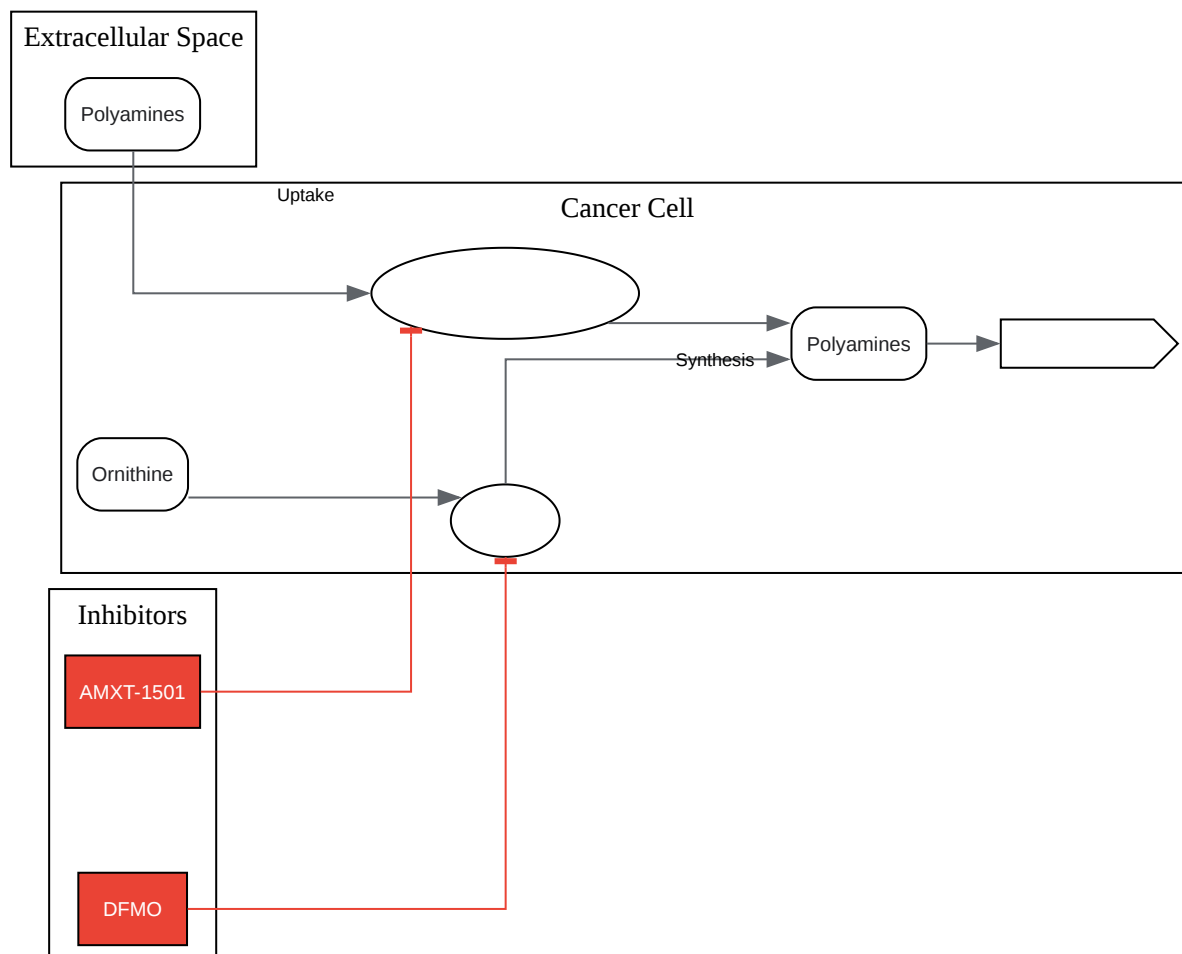 Extracellular Space
Polyamines
Uptake
Cancer Cell
Polyamines
Synthesis
Ornithine
Inhibitors
AMXT-1501
DFMO